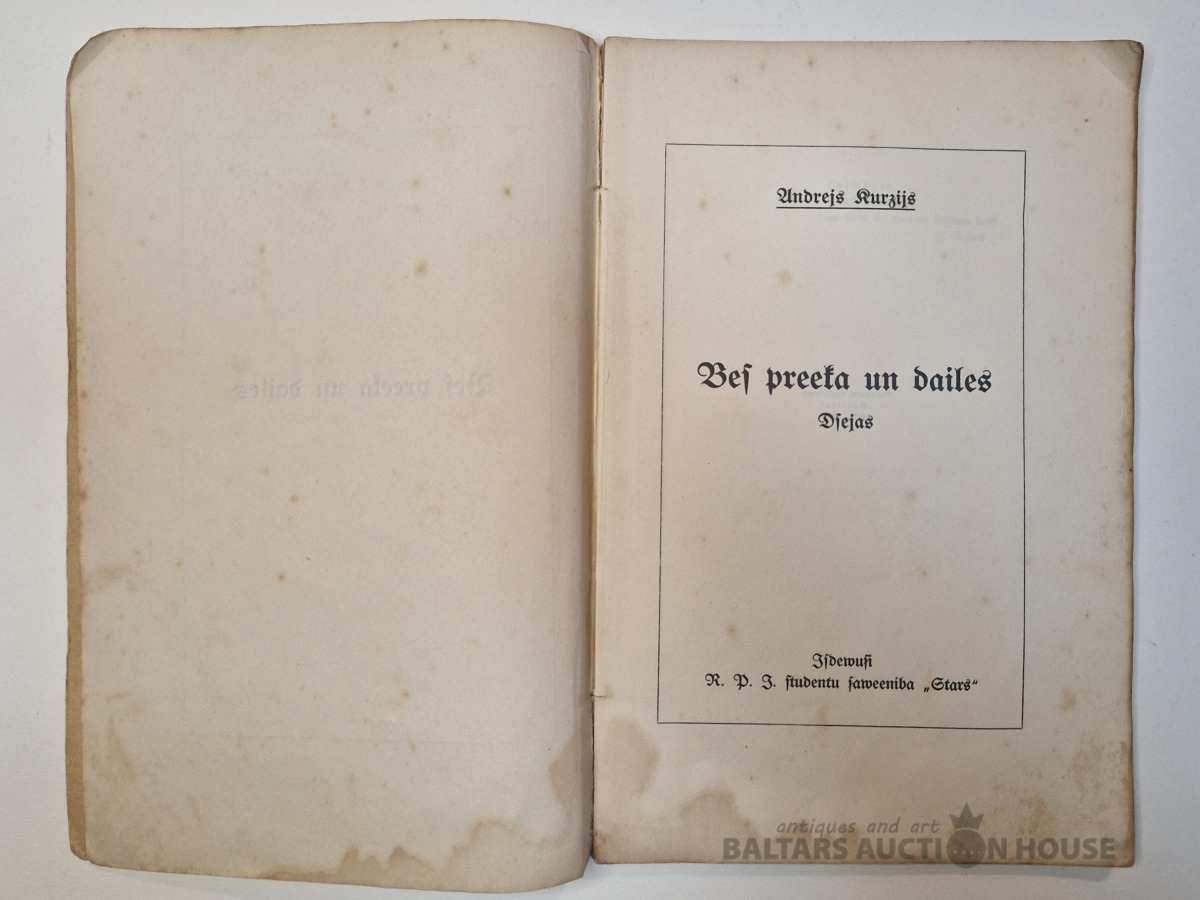 Andrejs Kurzijs
Beſ preeka un dailes
Dſejas
Iſdewuſi
R. P. I. ſtudentu ſaweeniba „Stars“
antiques and art
BALTARS AUCTION HOUSE